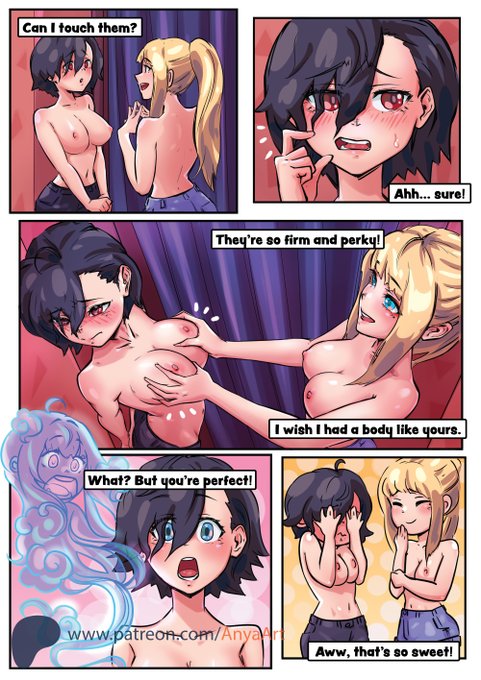 Can I touch them?
Ahh... sure!
They're so firm and perky!
I wish I had a body like yours.
What? But you're perfect!
www.patreon.com/AnyaArt
Aww, that's so sweet!